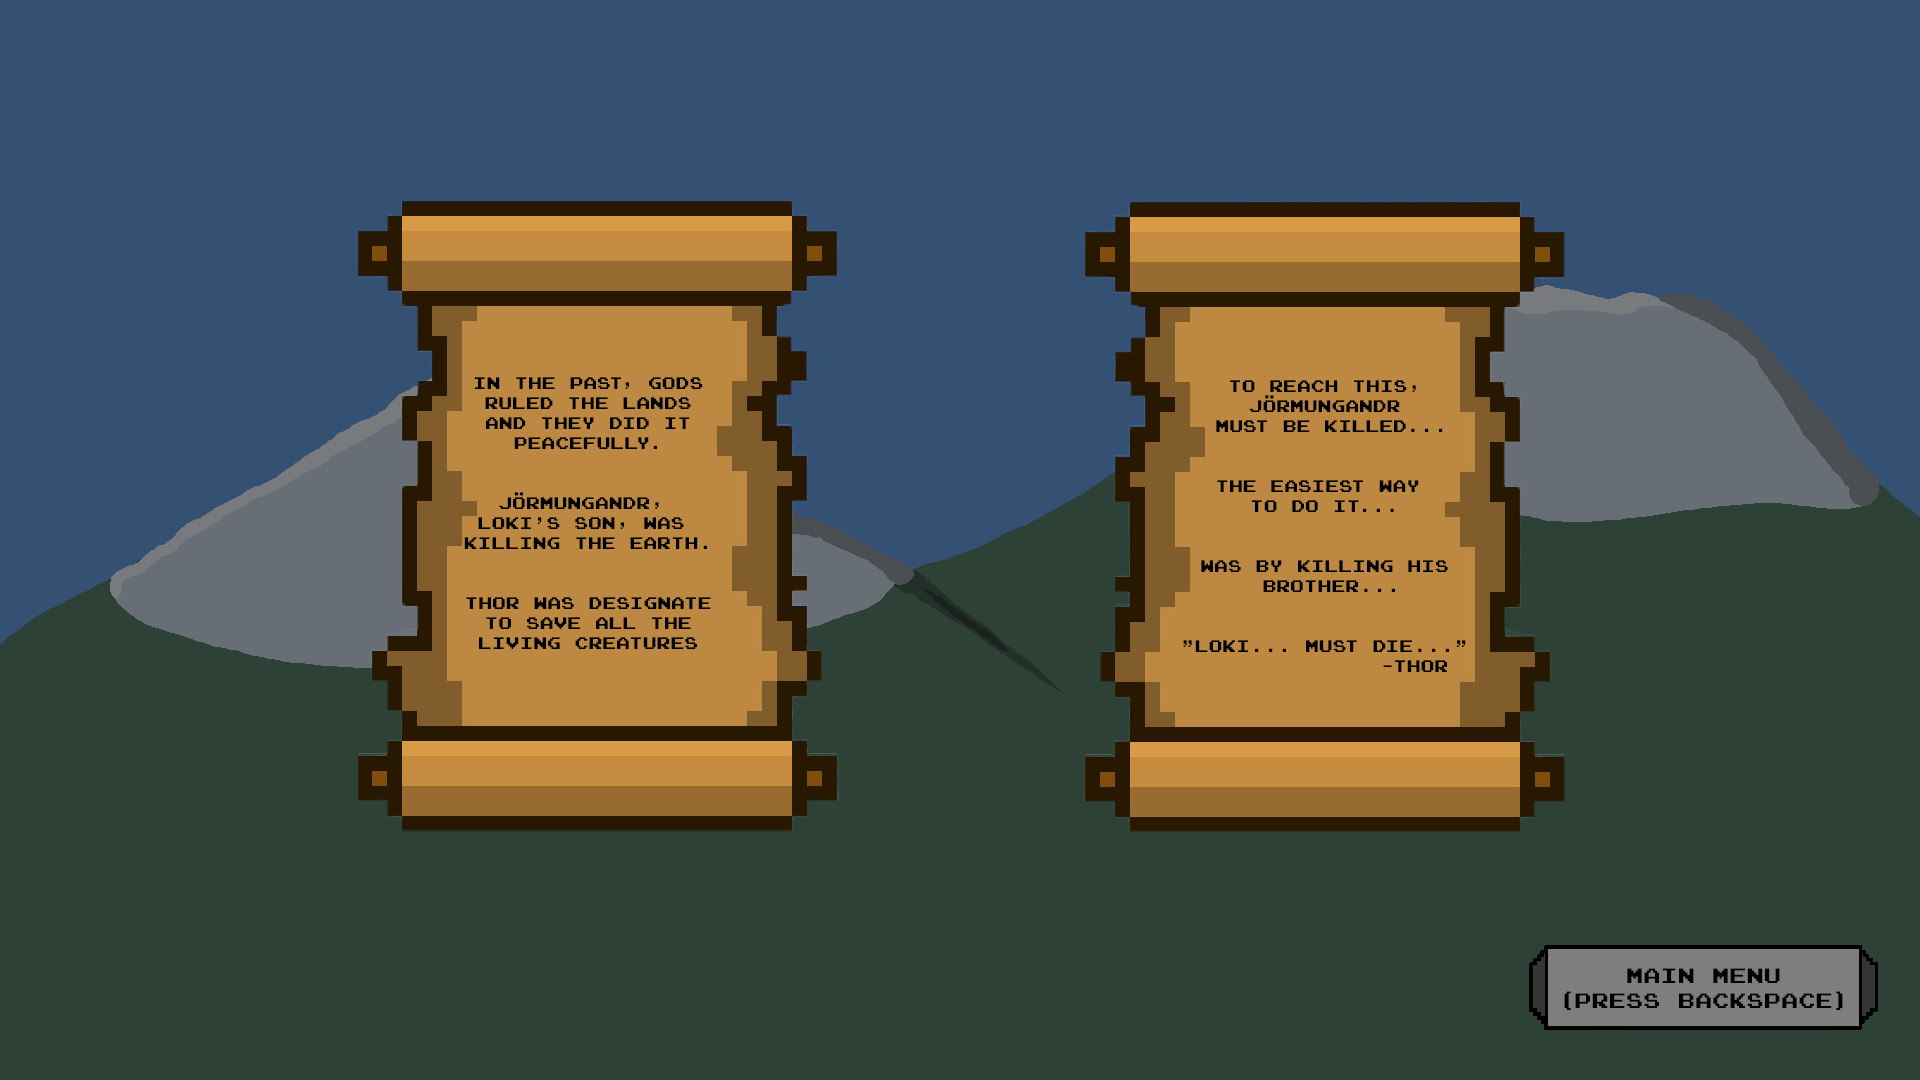 IN THE PAST, GODS
RULED THE LANDS
AND THEY DID IT
PEACEFULLY.
JÖRMUNGANDR,
LOKI'S SON, WAS
KILLING THE EARTH.
THOR WAS DESIGNATE
TO SAVE ALL THE
LIVING CREATURES
TO REACH THIS,
JÖRMUNGANDR
MUST BE KILLED...
THE EASIEST WAY
TO DO IT...
WAS BY KILLING HIS
BROTHER...
"LOKI... MUST DIE..."
-THOR
MAIN MENU
(PRESS BACKSPACE)